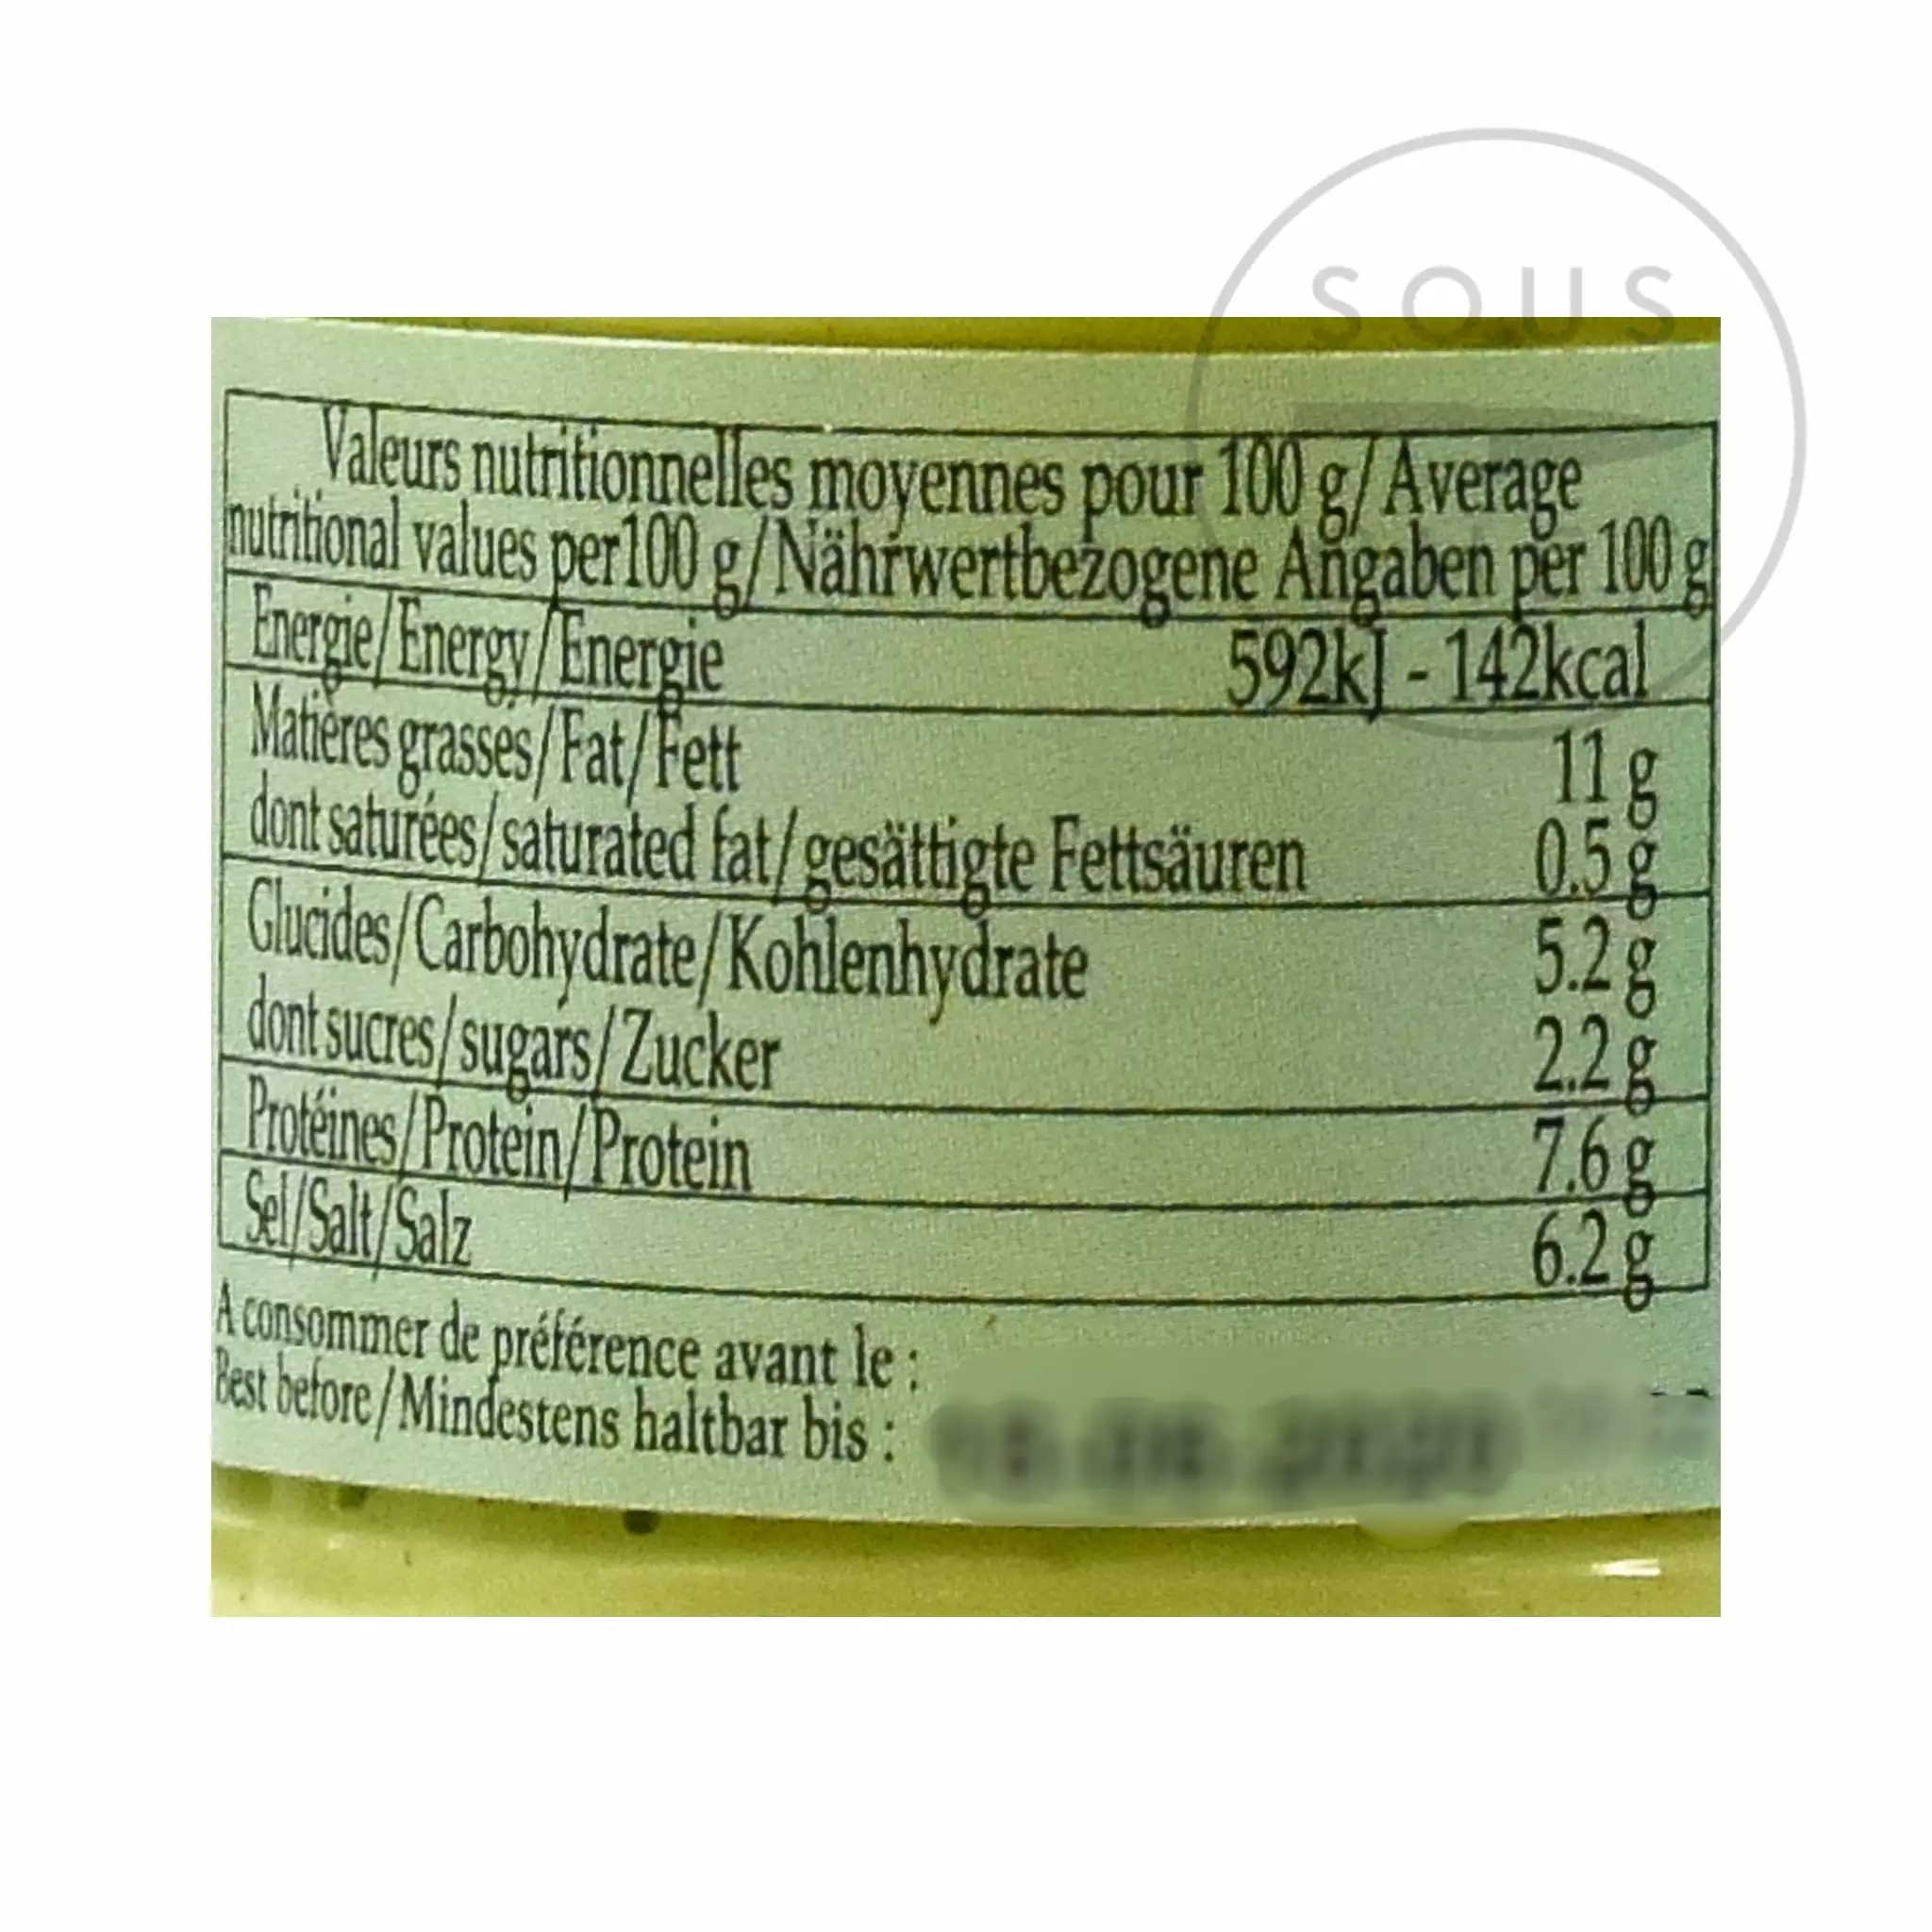 SOUS
Valeurs nutritionnelles moyennes pour 100 g/Average
nutritional values per100 g/Nährwertbezogene Angaben per 100 g
Energie/Energy/Energie 592kJ - 142kcal
Matières grasses/Fat/Fett 11 g
dont saturées/saturated fat/gesättigte Fettsäuren 0.5 g
Glucides/Carbohydrate/Kohlenhydrate 5.2 g
dont sucres/sugars/Zucker 2.2 g
Protéines/Protein/Protein 7.6 g
Sel/Salt/Salz 6.2 g
A consommer de préférence avant le :
Best before/Mindestens haltbar bis :